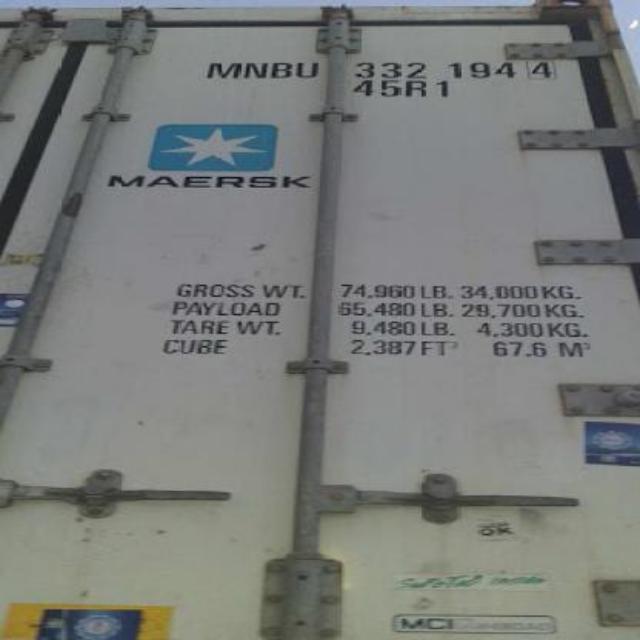 MNBU 332 194 4
45R1
MAERSK
GROSS WT. 74.960 LB. 34,000 KG.
PAYLOAD 65.480 LB. 29,700 KG.
TARE WT. 9.480 LB. 4,300 KG.
CUBE 2.387 FT³ 67.6 M³
OK
MCI